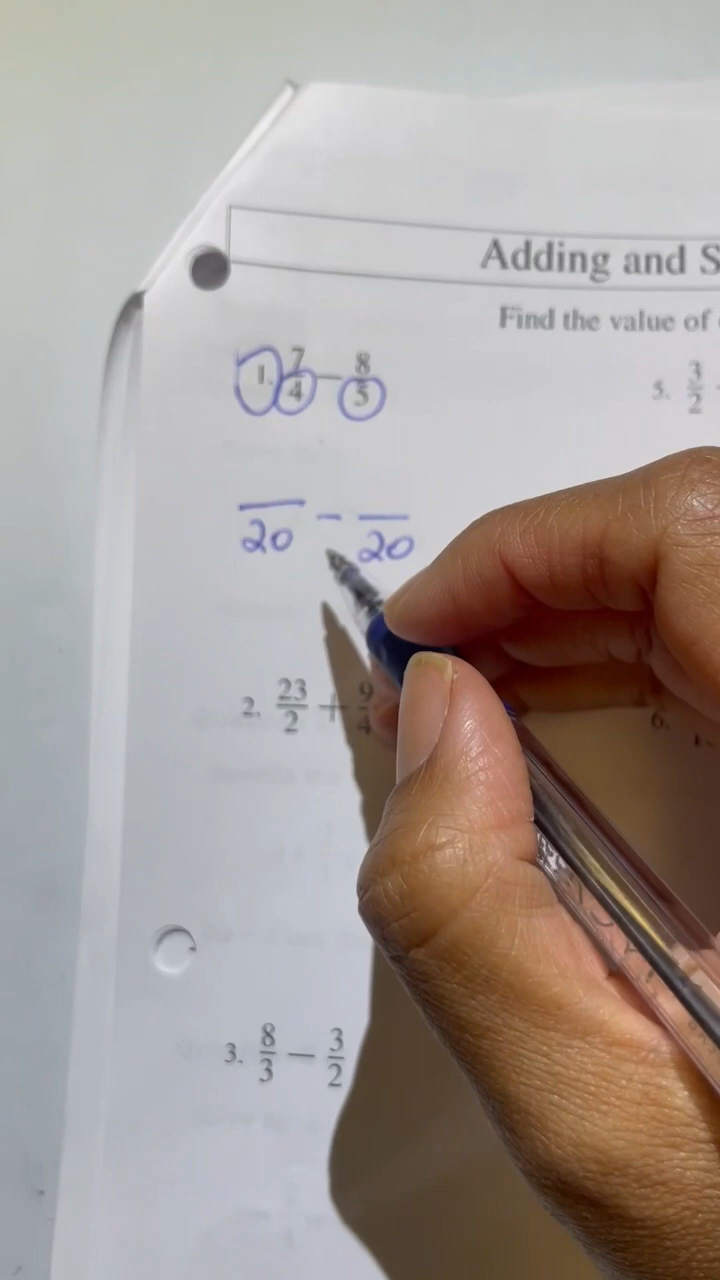 Adding and S
Find the value of
1. 7/4 − 8/5
5. 3/2
20 − 20
2. 23/2 + 9/4
6.
3. 8/3 − 3/2